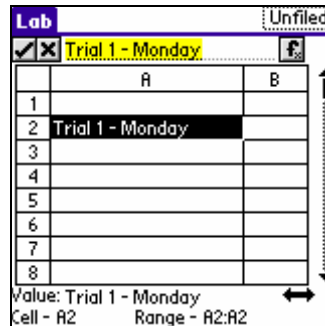 Lab Unfiled
Trial 1 - Monday fx
A B
1
2 Trial 1 - Monday
3
4
5
6
7
8
Value: Trial 1 - Monday
Cell - A2 Range - A2:A2